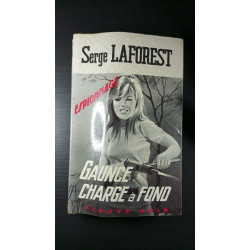 Serge LAFOREST
ESPIONNAGE
GAUNCE
CHARGE à FOND
FLEUVE NOIR